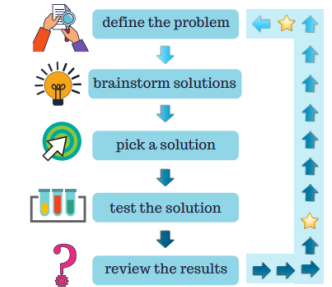 define the problem
brainstorm solutions
pick a solution
test the solution
review the results